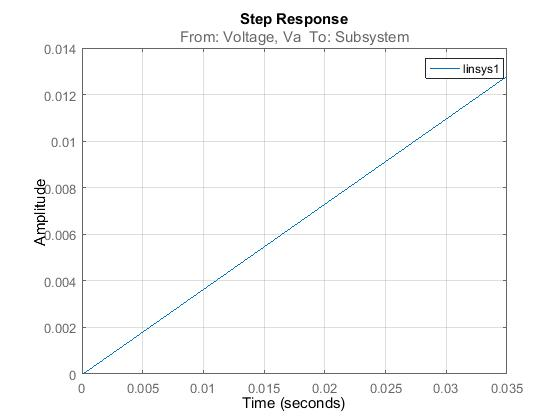 Step Response
From: Voltage, Va To: Subsystem
linsys1
Amplitude
0.014
0.012
0.01
0.008
0.006
0.004
0.002
0
0 0.005 0.01 0.015 0.02 0.025 0.03 0.035
Time (seconds)